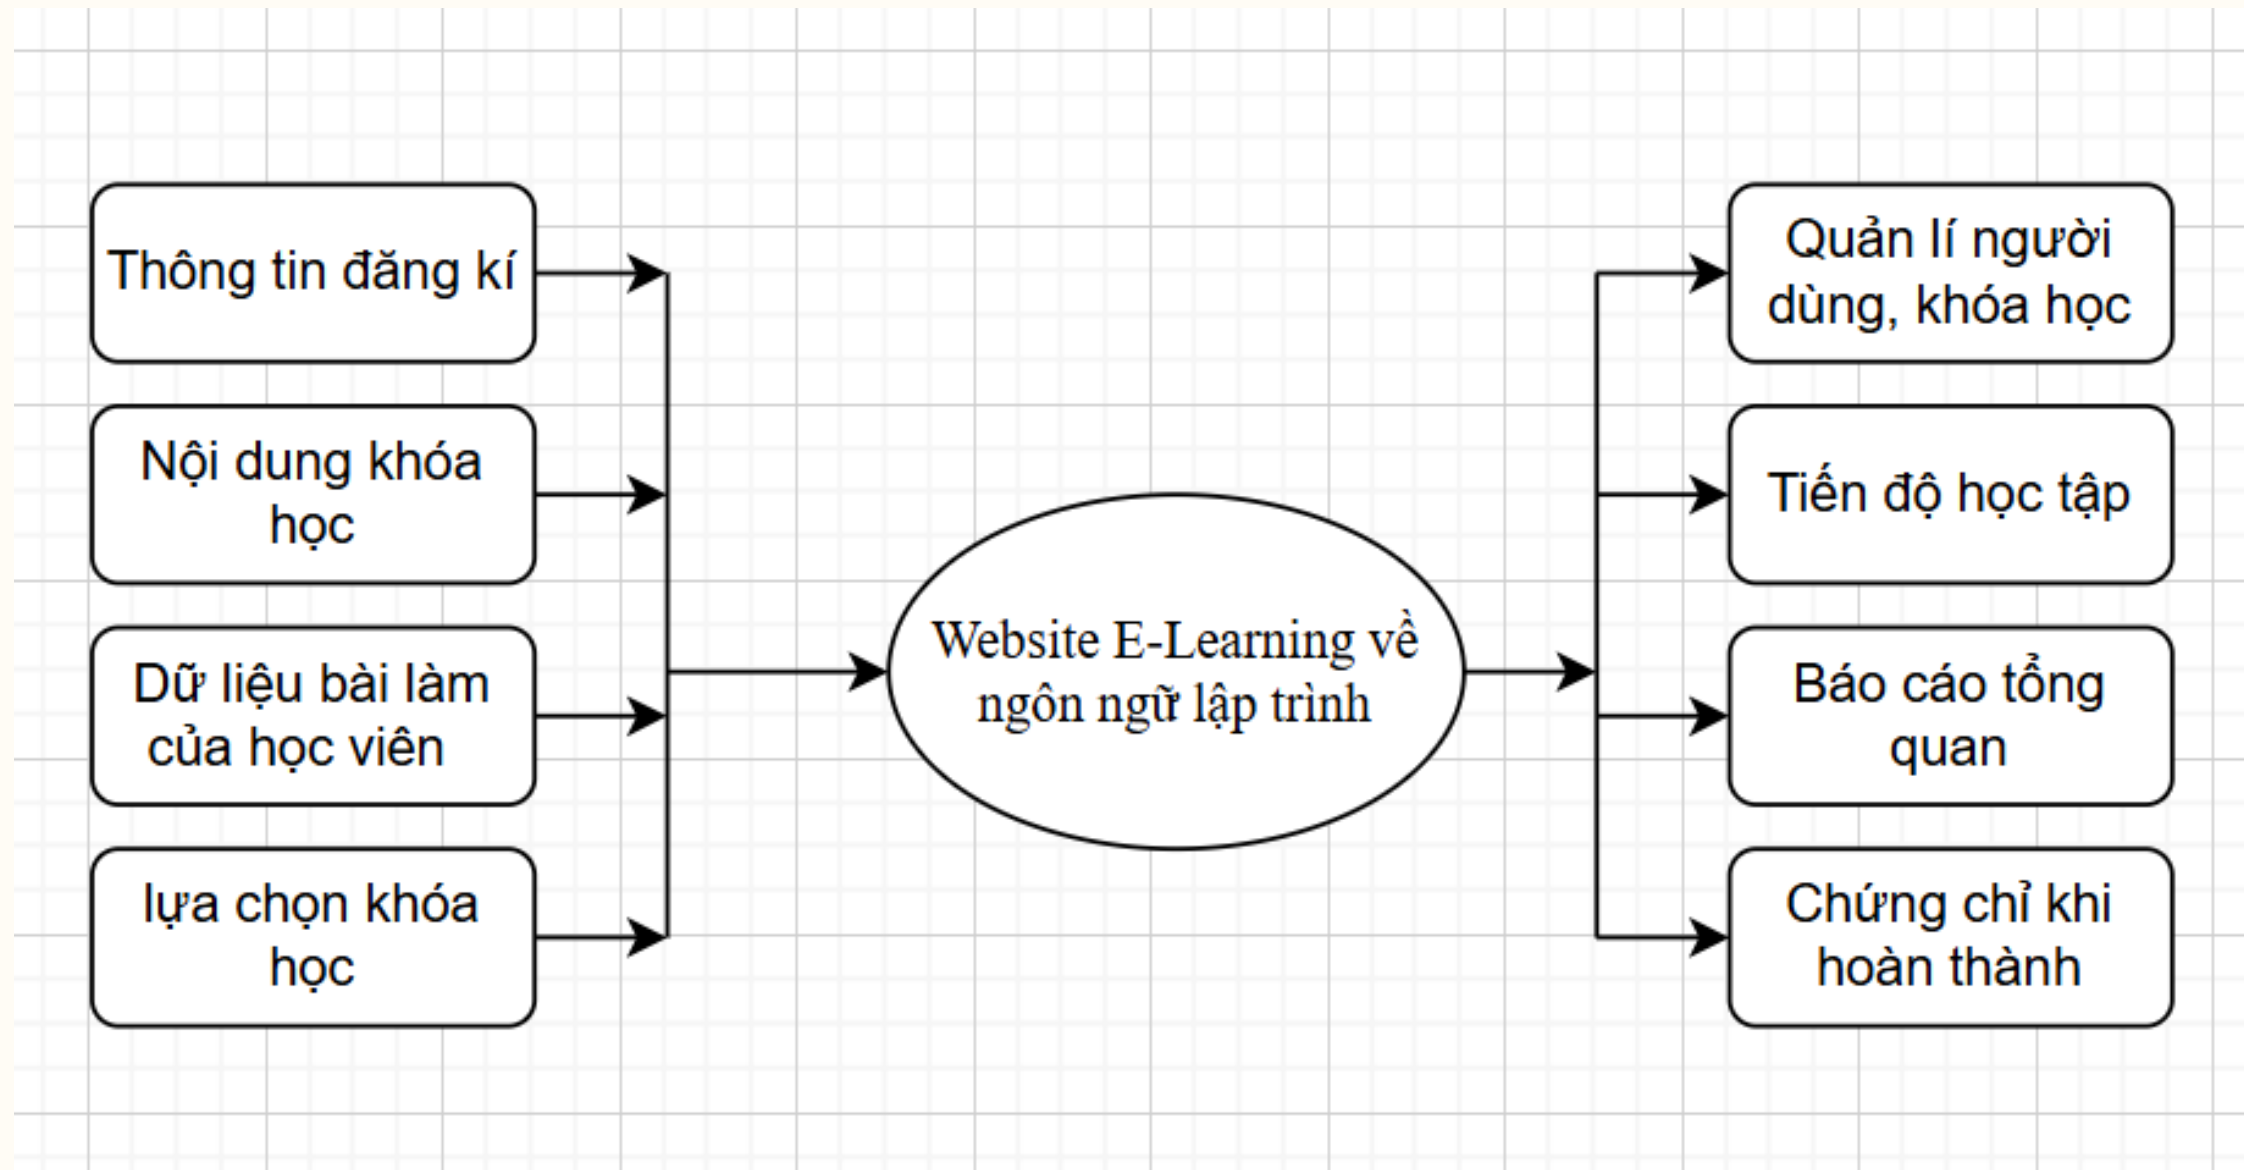 Thông tin đăng kí
Nội dung khóa
học
Dữ liệu bài làm
của học viên
lựa chọn khóa
học
Website E-Learning về
ngôn ngữ lập trình
Quản lí người
dùng, khóa học
Tiến độ học tập
Báo cáo tổng
quan
Chứng chỉ khi
hoàn thành